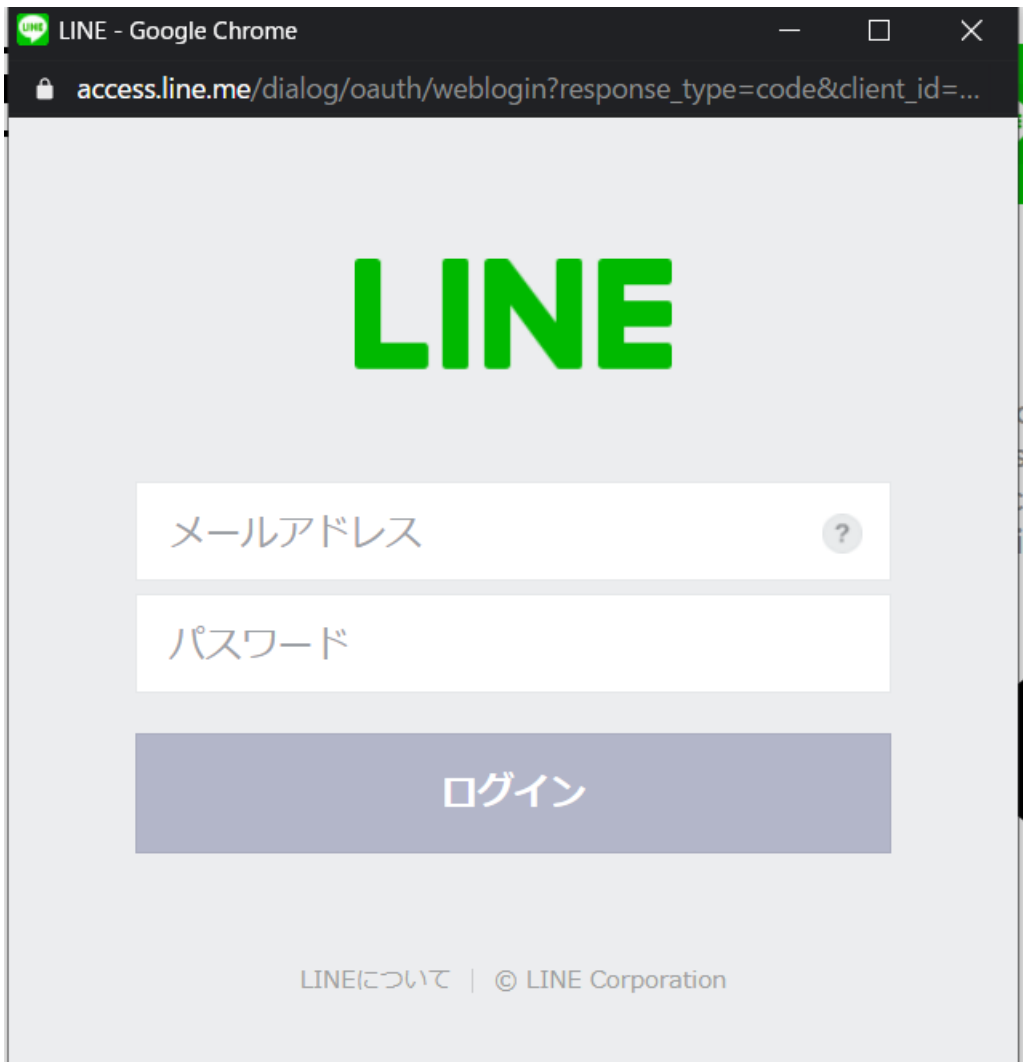 LINE - Google Chrome
access.line.me/dialog/oauth/weblogin?response_type=code&client_id=...
LINE
メールアドレス ?
パスワード
ログイン
LINEについて | © LINE Corporation